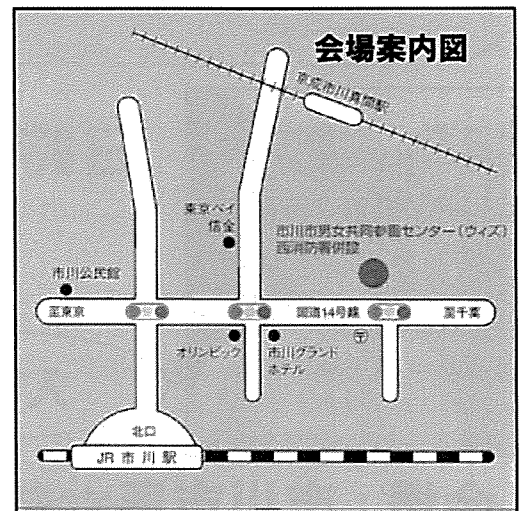 会場案内図
京成市川真間駅
東京ベイ
信金
市川市男女共同参画センター(ウィズ)
西消防署併設
市川公民館
至東京
国道14号線
至千葉
オリンピック
市川グランド
ホテル
〒
北口
JR市川駅